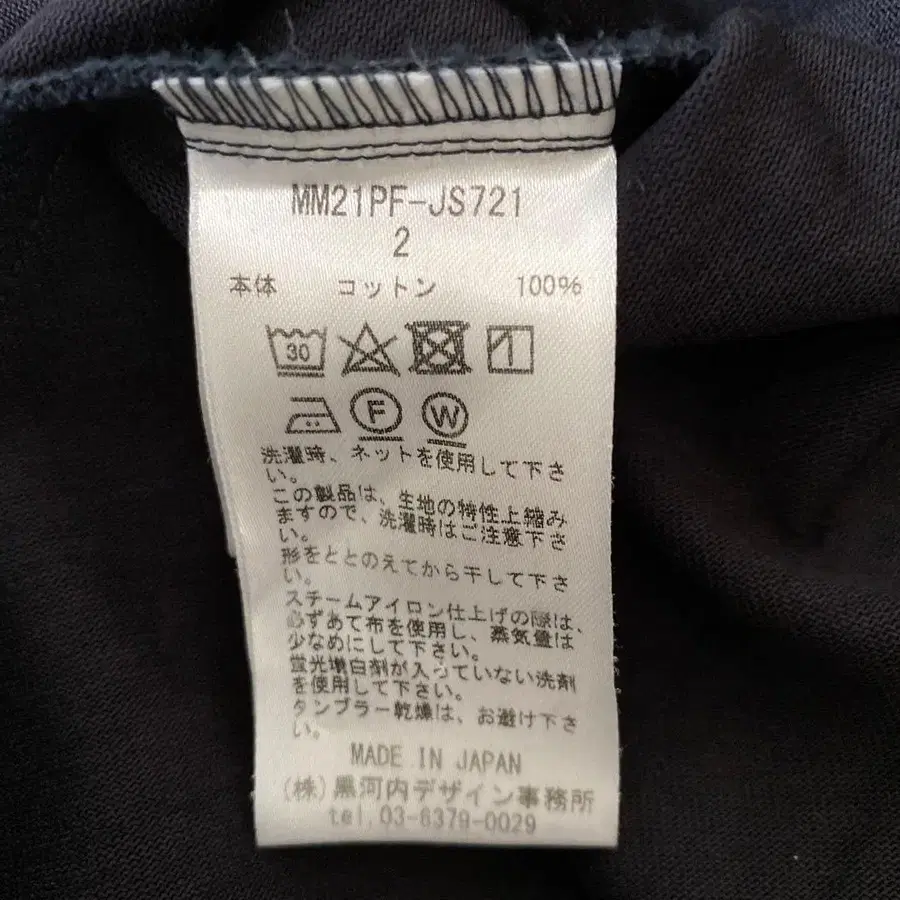 MM21PF-JS721
2
本体 コットン 100%
30
F W
洗濯時、ネットを使用して下さ
い。
この製品は、生地の特性上縮み
ますので、洗濯時はご注意下さ
い。
形をととのえてから干して下さ
い。
スチームアイロン仕上げの際は、
必ずあて布を使用し、蒸気量は
少なめにして下さい。
蛍光増白剤が入っていない洗剤
を使用して下さい。
タンブラー乾燥は、お避け下さ
い。
MADE IN JAPAN
(株)黒河内デザイン事務所
tel.03-6379-0029